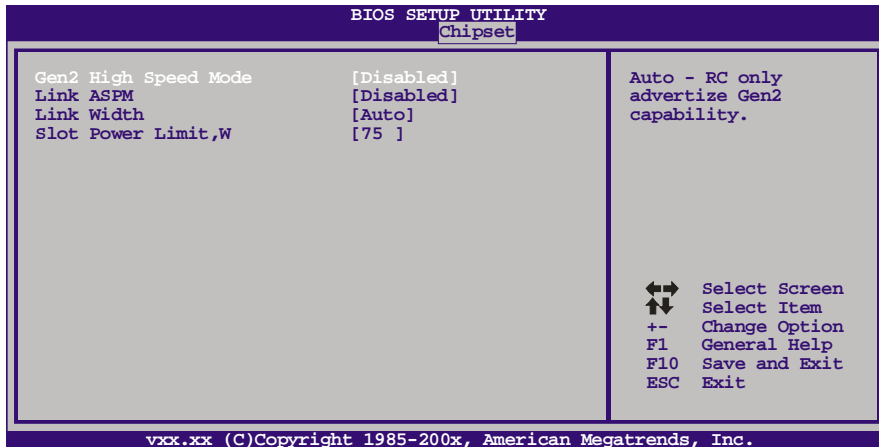 BIOS SETUP UTILITY
Chipset
Gen2 High Speed Mode [Disabled]
Link ASPM [Disabled]
Link Width [Auto]
Slot Power Limit,W [75 ]
Auto - RC only
advertize Gen2
capability.
Select Screen
Select Item
+- Change Option
F1 General Help
F10 Save and Exit
ESC Exit
vxx.xx (C)Copyright 1985-200x, American Megatrends, Inc.